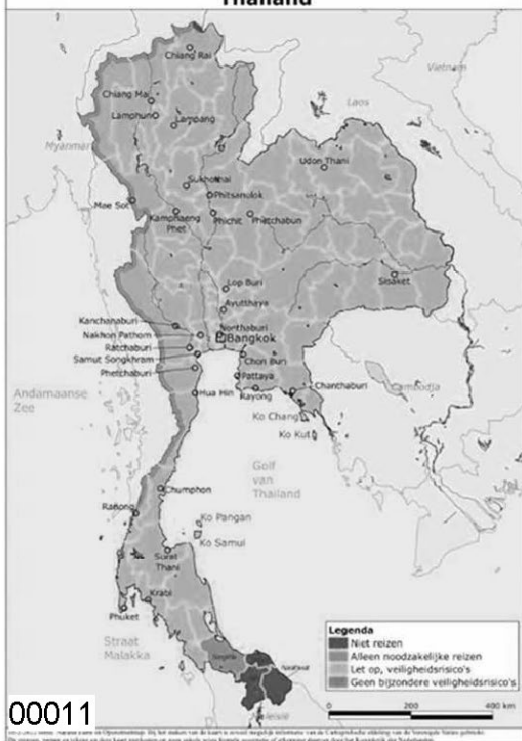 Thailand
Chiang Rai
Vietnam
Chiang Mai
Laos
Lamphun
Lampang
Myanmar
Udon Thani
Sukhothai
Phitsanulok
Mae Sot
Kamphaeng
Phet
Phichit
Phetchabun
Sisaket
Lop Buri
Ayutthaya
Kanchanaburi
Nonthaburi
Nakhon Pathom
Bangkok
Ratchaburi
Samut Songkhram
Chon Buri
Phetchaburi
Pattaya
Cambodja
Andamaanse
Zee
Hua Hin
Rayong
Chanthaburi
Ko Chang
Ko Kut
Golf
van
Thailand
Chumphon
Ranong
Ko Pangan
Ko Samui
Surat
Thani
Krabi
Phuket
Straat
Malakka
Songkhla
Narathiwat
Maleisië
Legenda
Niet reizen
Alleen noodzakelijke reizen
Let op, veiligheidsrisico's
Geen bijzondere veiligheidsrisico's
0 200 400 km
00011